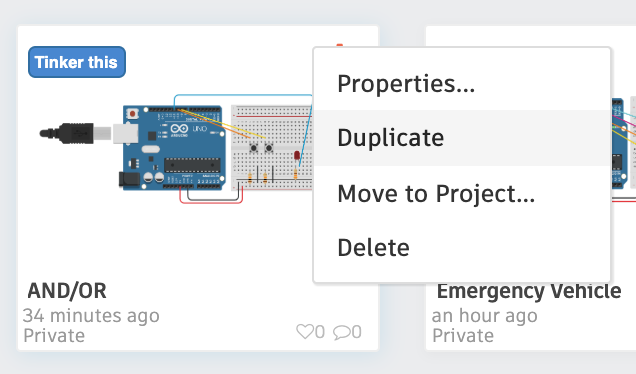 Tinker this
Properties...
Duplicate
Move to Project...
Delete
UNO
AND/OR
34 minutes ago
Private
0 0
Emergency Vehicle
an hour ago
Private